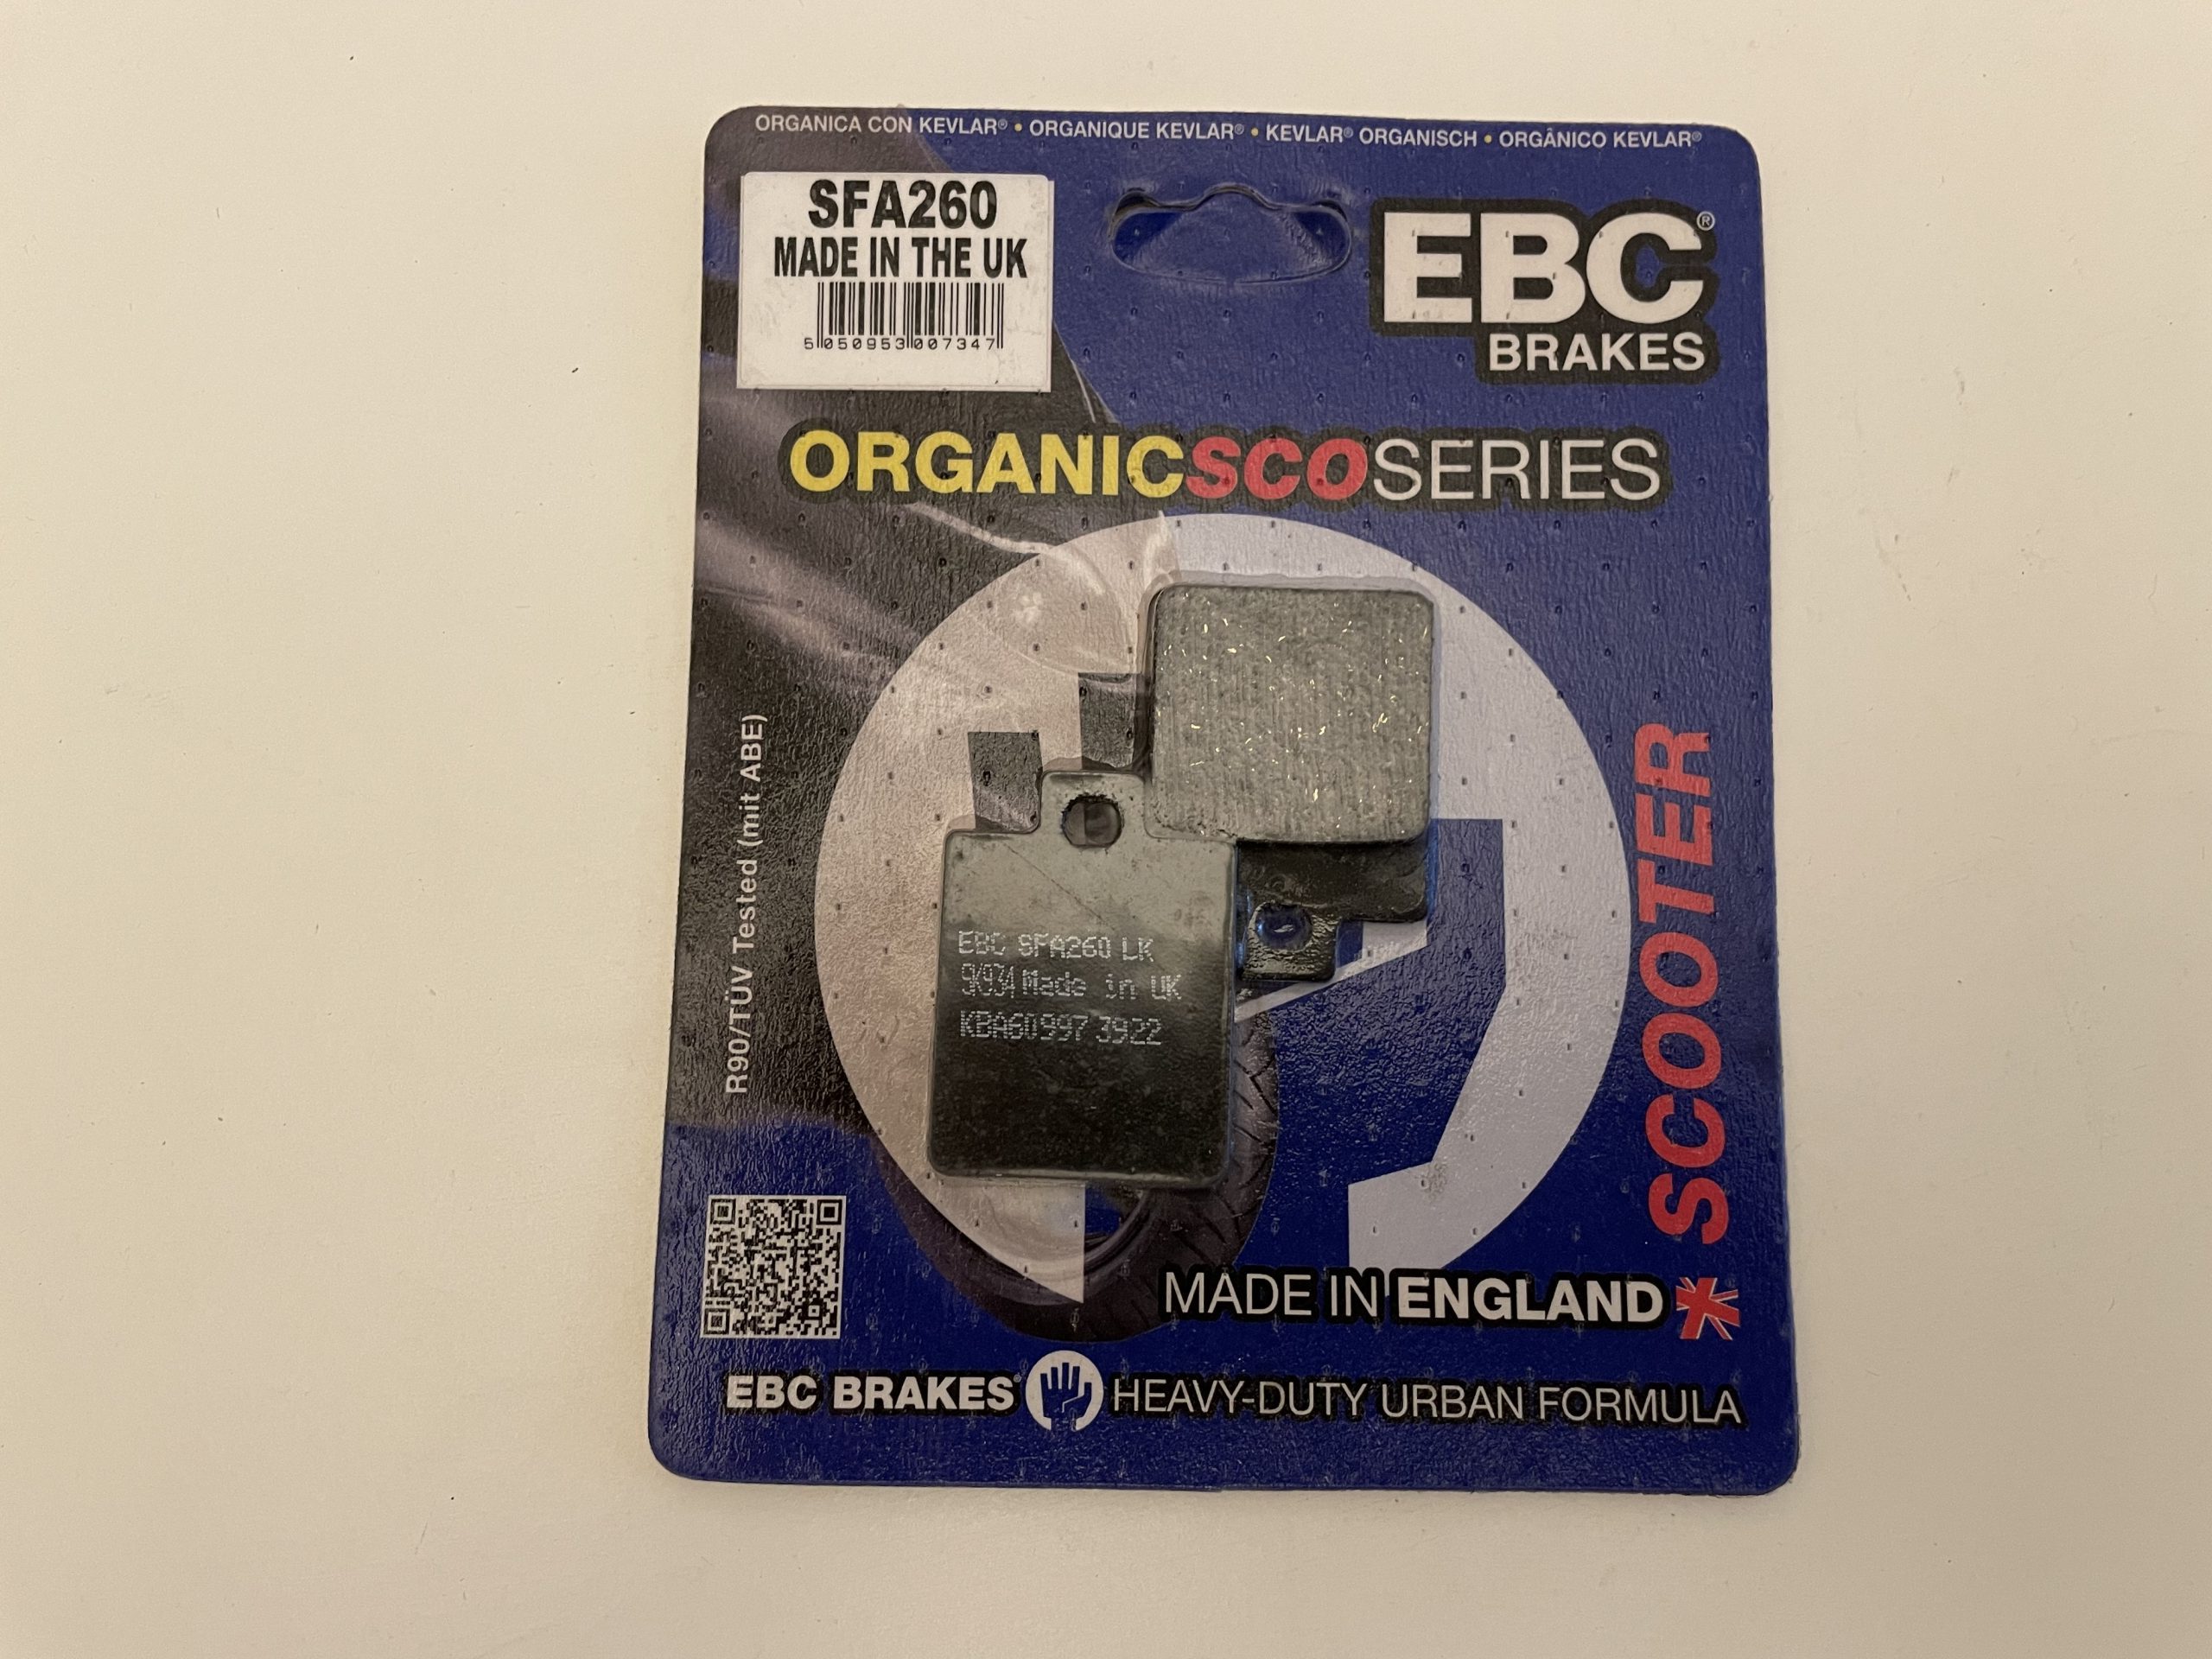 ORGANICA CON KEVLAR® • ORGANIQUE KEVLAR® • KEVLAR® ORGANISCH • ORGÂNICO KEVLAR®
SFA260
MADE IN THE UK
5 050953 007347
EBC®
BRAKES
ORGANICSCOSERIES
R90/TÜV Tested (mit ABE)
SCOOTER
EBC SFA260 LK
Made in UK
KBA60997 3922
MADE IN ENGLAND
EBC BRAKES HEAVY-DUTY URBAN FORMULA